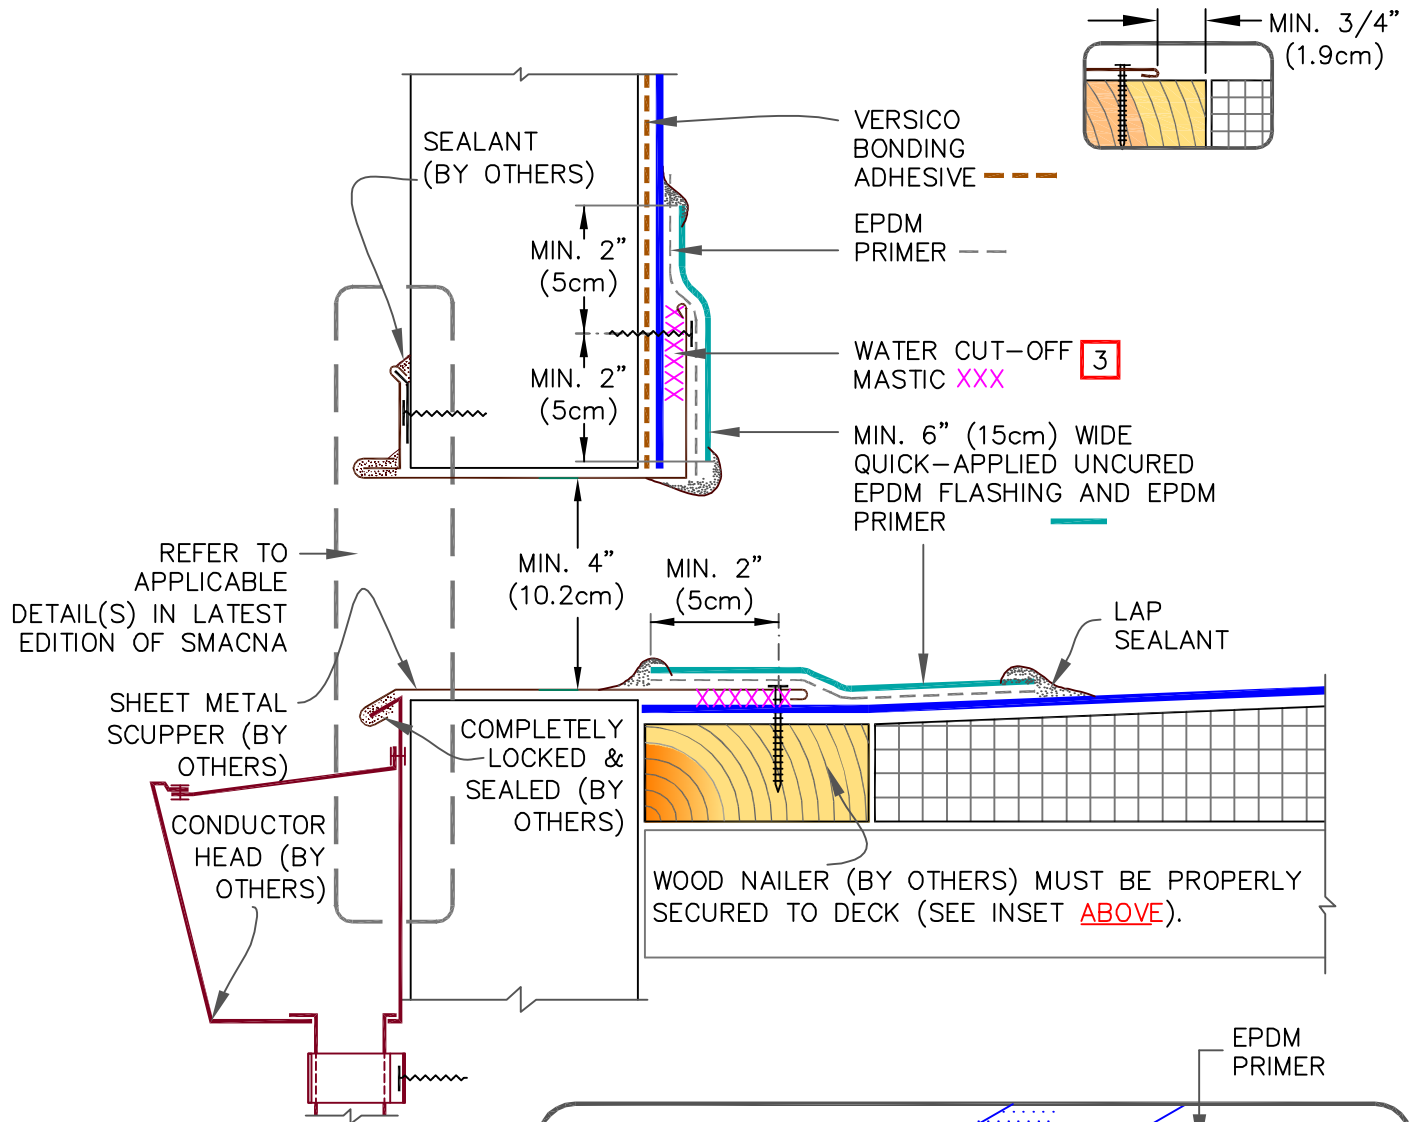 MIN. 3/4"
(1.9cm)
SEALANT
(BY OTHERS)
VERSICO
BONDING
ADHESIVE
EPDM
PRIMER
MIN. 2"
(5cm)
MIN. 2"
(5cm)
WATER CUT-OFF 3
MASTIC XXX
MIN. 6" (15cm) WIDE
QUICK-APPLIED UNCURED
EPDM FLASHING AND EPDM
PRIMER
REFER TO
APPLICABLE
DETAIL(S) IN LATEST
EDITION OF SMACNA
MIN. 4"
(10.2cm)
MIN. 2"
(5cm)
LAP
SEALANT
SHEET METAL
SCUPPER (BY
OTHERS)
COMPLETELY
LOCKED &
SEALED (BY
OTHERS)
CONDUCTOR
HEAD (BY
OTHERS)
WOOD NAILER (BY OTHERS) MUST BE PROPERLY
SECURED TO DECK (SEE INSET ABOVE).
EPDM
PRIMER